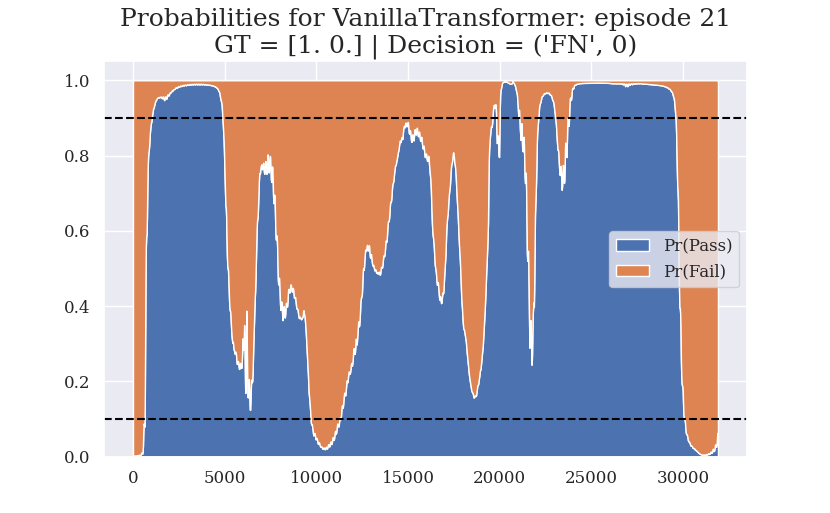 Probabilities for VanillaTransformer: episode 21
GT = [1. 0.] | Decision = ('FN', 0)
1.0
0.8
0.6
0.4
0.2
0.0
Pr(Pass)
Pr(Fail)
0 5000 10000 15000 20000 25000 30000